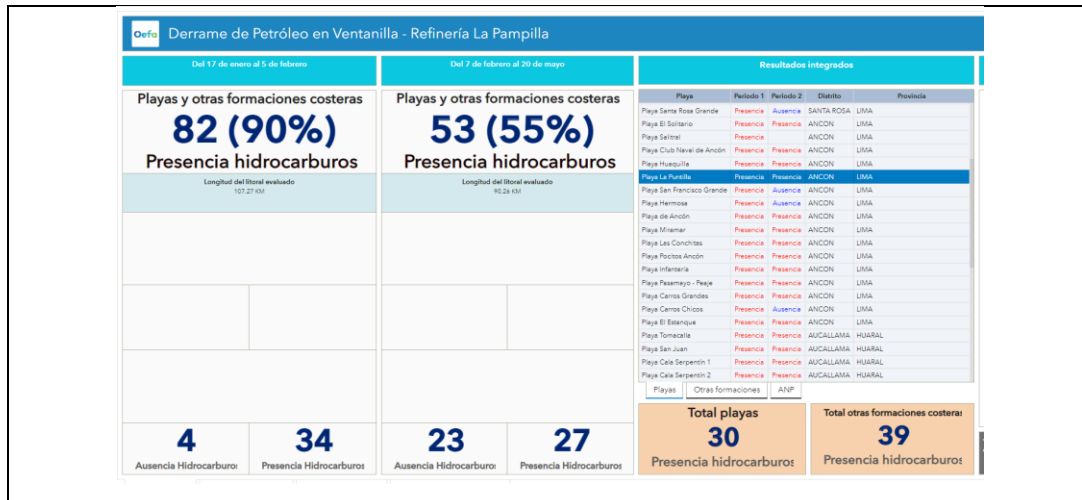 Oefa
Derrame de Petróleo en Ventanilla - Refinería La Pampilla
Del 17 de enero al 5 de febrero
Playas y otras formaciones costeras
82 (90%)
Presencia hidrocarburos
Longitud del litoral evaluado
107.27 KM
4
Ausencia Hidrocarburo
34
Presencia Hidrocarburos
Del 7 de febrero al 20 de mayo
Playas y otras formaciones costeras
53 (55%)
Presencia hidrocarburos
Longitud del litoral evaluado
90.26 KM
23
Ausencia Hidrocarburo
27
Presencia Hidrocarburos
Resultados integrados
Playa Periodo 1 Periodo 2 Distrito Provincia
Playa Santa Rosa Grande Presencia Ausencia SANTA ROSA LIMA
Playa El Solitario Presencia Presencia ANCON LIMA
Playa Salitral Presencia ANCON LIMA
Playa Club Naval de Ancón Presencia Presencia ANCON LIMA
Playa Huaquilla Presencia Presencia ANCON LIMA
Playa La Puntilla Presencia Presencia ANCON LIMA
Playa San Francisco Grande Presencia Ausencia ANCON LIMA
Playa Hermosa Presencia Ausencia ANCON LIMA
Playa de Ancón Presencia Presencia ANCON LIMA
Playa Miramar Presencia Presencia ANCON LIMA
Playa Las Conchitas Presencia Presencia ANCON LIMA
Playa Pocitos Ancón Presencia Presencia ANCON LIMA
Playa Infantería Presencia Presencia ANCON LIMA
Playa Pasamayo - Peaje Presencia Presencia ANCON LIMA
Playa Carros Grandes Presencia Presencia ANCON LIMA
Playa Carros Chicos Presencia Ausencia ANCON LIMA
Playa El Estanque Presencia Presencia ANCON LIMA
Playa Tomacalla Presencia Presencia AUCALLAMA HUARAL
Playa San Juan Presencia Presencia AUCALLAMA HUARAL
Playa Cala Serpentín 1 Presencia Presencia AUCALLAMA HUARAL
Playa Cala Serpentín 2 Presencia Presencia AUCALLAMA HUARAL
Playas Otras formaciones ANP
Total playas
30
Presencia hidrocarburos
Total otras formaciones costeras
39
Presencia hidrocarburos